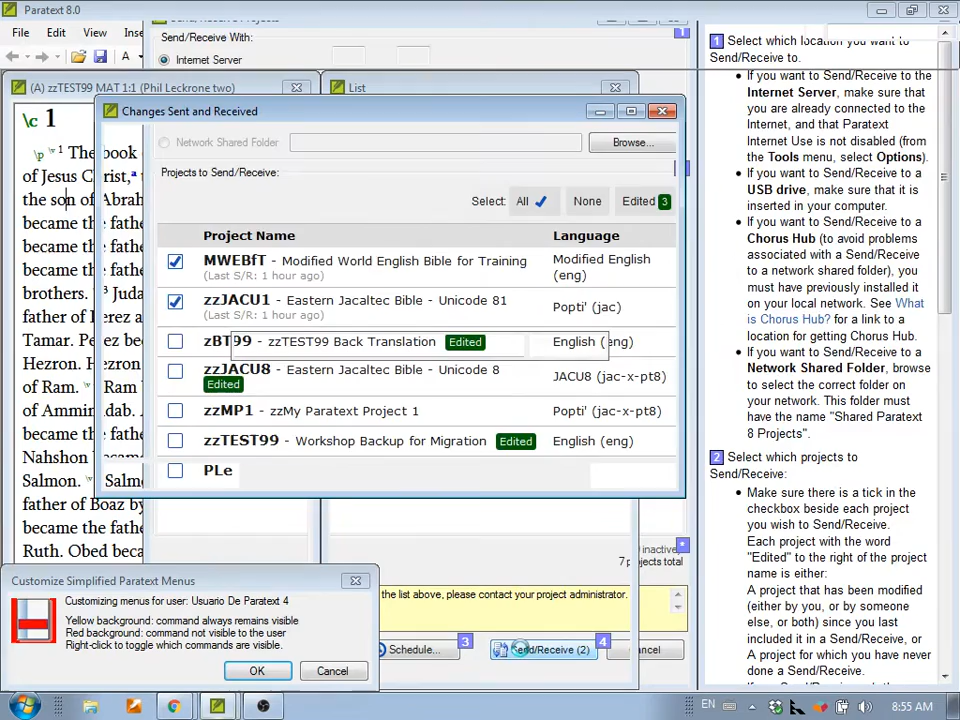 Paratext 8.0
File Edit View Inse
(A) zzTEST99 MAT 1:1 (Phil Leckrone two)
List
\c 1
\p 1 The book
of Jesus Christ,
the son of Abrah
became the fathe
became the fathe
became the fathe
brothers. Juda
father of Perez a
Tamar. Perez bec
Hezron. Hezron
of Ram. Ram
of Amminadab.
became the fathe
Nahshon became
Salmon. Salmo
father of Boaz by
became the fathe
Ruth. Obed beca
Send/Receive Projects
Send/Receive With:
Internet Server
Changes Sent and Received
Network Shared Folder
Browse...
Projects to Send/Receive:
Select: All None Edited 3
Project Name Language
MWEBfT - Modified World English Bible for Training
(Last S/R: 1 hour ago)
Modified English
(eng)
zzJACU1 - Eastern Jacaltec Bible - Unicode 81
(Last S/R: 1 hour ago)
Popti' (jac)
zBT99 - zzTEST99 Back Translation Edited English (eng)
zzJACU8 - Eastern Jacaltec Bible - Unicode 8
Edited
JACU8 (jac-x-pt8)
zzMP1 - zzMy Paratext Project 1 Popti' (jac-x-pt8)
zzTEST99 - Workshop Backup for Migration Edited English (eng)
PLe
0 inactive)
7 projects total
the list above, please contact your project administrator.
3 4
Schedule... Send/Receive (2) ancel
Customize Simplified Paratext Menus
Customizing menus for user: Usuario De Paratext 4
Yellow background: command always remains visible
Red background: command not visible to the user
Right-click to toggle which commands are visible.
OK Cancel
1 Select which location you want to
Send/Receive to.
If you want to Send/Receive to the
Internet Server, make sure
that you are already
connected to the
Internet, and that Paratext
Internet Use is not disabled (from
the Tools menu, select Options).
If you want to Send/Receive to a
USB drive, make sure that it is
inserted in your computer.
If you want to Send/Receive to a
Chorus Hub (to avoid problems
associated with a Send/Receive
to a network shared folder), you
must have previously installed it
on your local network. See What
is Chorus Hub? for a link to a
location for getting Chorus Hub.
If you want to Send/Receive to a
Network Shared Folder, browse
to select the correct folder on
your network. This folder must
have the name "Shared Paratext
8 Projects".
2 Select which projects to
Send/Receive:
Make sure there is a tick in the
checkbox beside each project
you wish to Send/Receive.
Each project with the word
"Edited" to the right of the project
name is either:
A project that has been modified
(either by you, or by someone
else, or both) since you last
included it in a Send/Receive, or
A project for which you have never
done a Send/Receive.
EN
8:55 AM